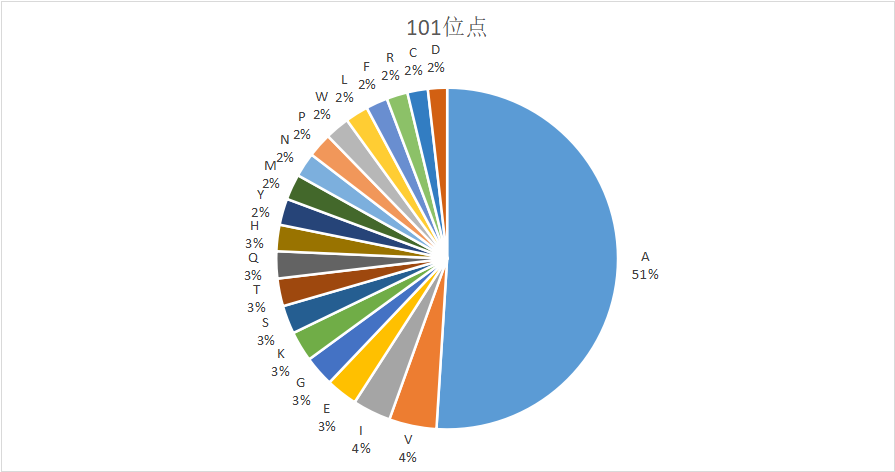 101位点
A
51%
V
4%
I
4%
E
3%
G
3%
K
3%
S
3%
T
3%
Q
3%
H
3%
Y
2%
M
2%
N
2%
P
2%
W
2%
L
2%
F
2%
R
2%
C
2%
D
2%